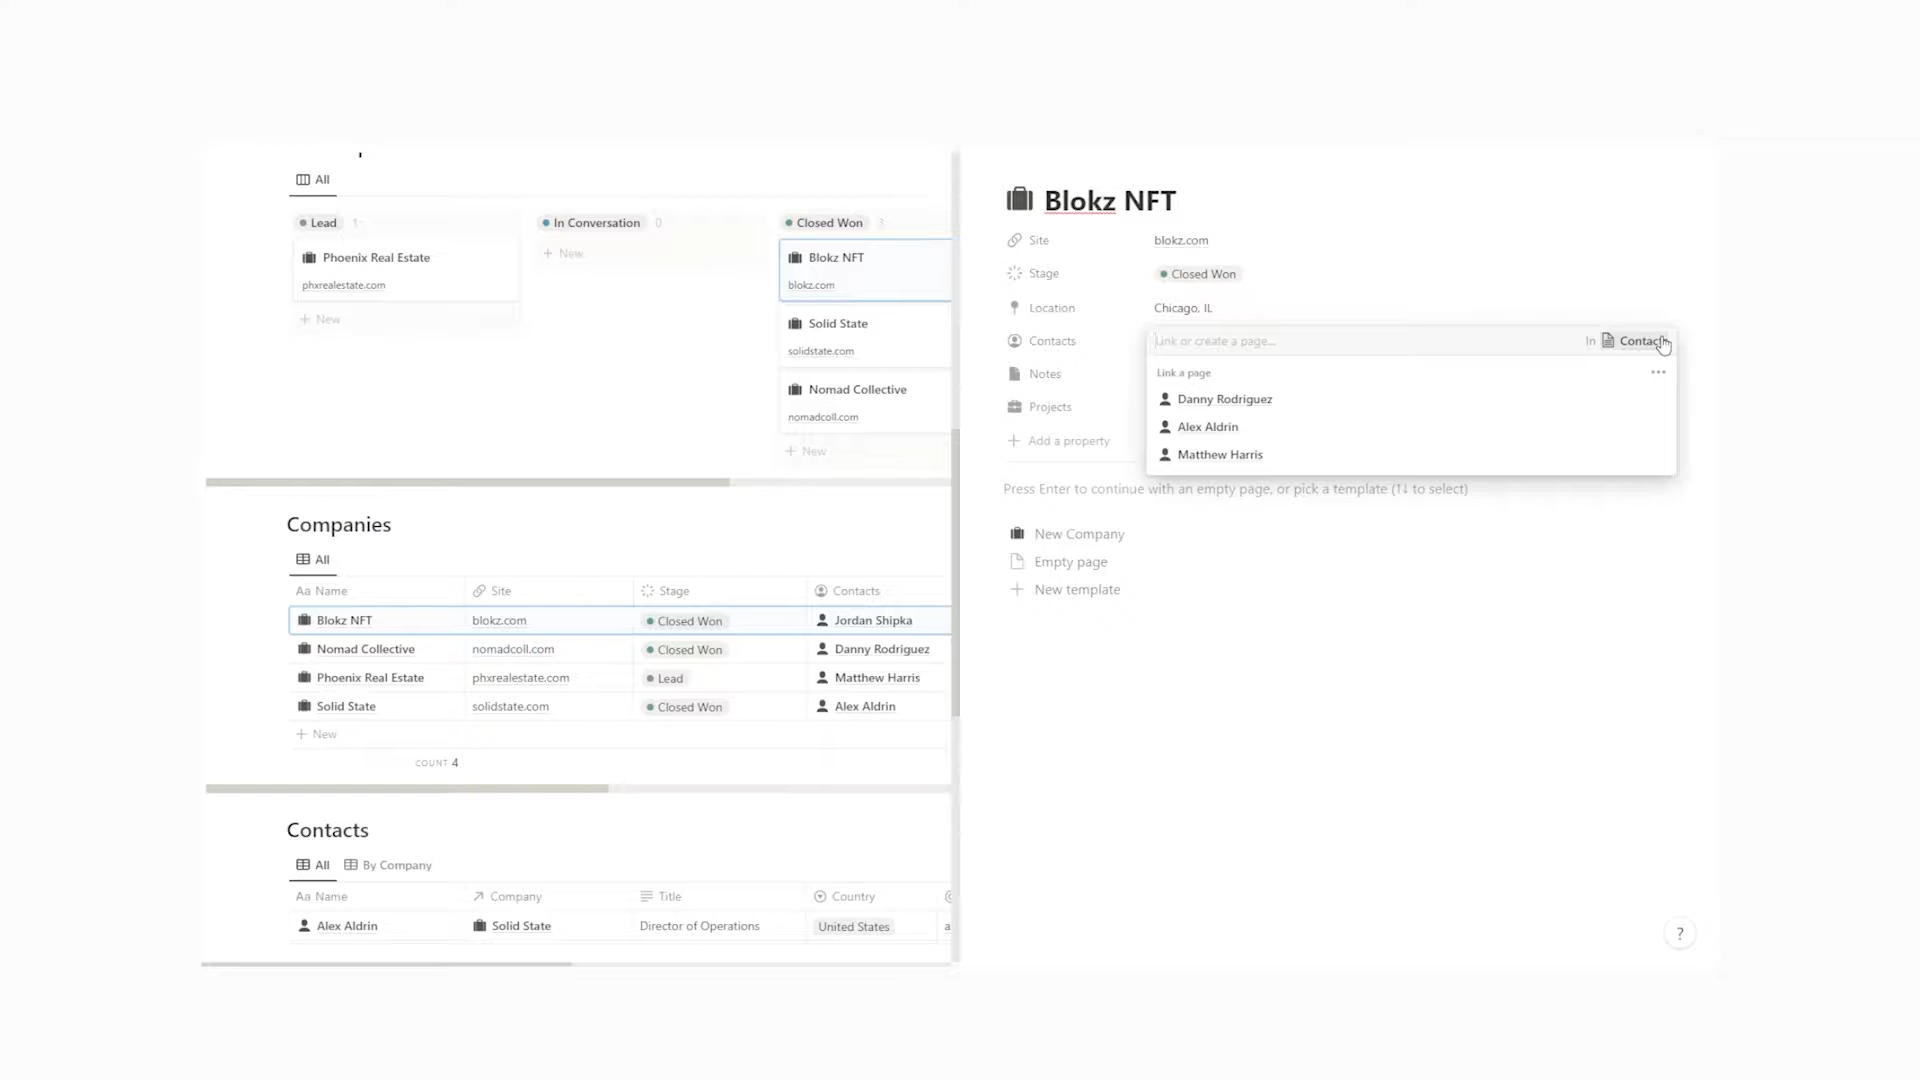 All
Lead 1
In Conversation 0
Closed Won 3
Phoenix Real Estate
phxrealestate.com
+ New
+ New
Blokz NFT
blokz.com
Solid State
solidstate.com
Nomad Collective
nomadcoll.com
+ New
Companies
All
Aa Name Site Stage Contacts
Blokz NFT blokz.com Closed Won Jordan Shipka
Nomad Collective nomadcoll.com Closed Won Danny Rodriguez
Phoenix Real Estate phxrealestate.com Lead Matthew Harris
Solid State solidstate.com Closed Won Alex Aldrin
+ New
COUNT 4
Contacts
All By Company
Aa Name Company Title Country
Alex Aldrin Solid State Director of Operations United States a
Blokz NFT
Site blokz.com
Stage Closed Won
Location Chicago, IL
Contacts
Link or create a page... In
Notes
Link a page
Danny Rodriguez
Projects
Alex Aldrin
+ Add a property
Matthew Harris
Press Enter to continue with an empty page, or pick a template (↑↓ to select)
New Company
Empty page
+ New template
?